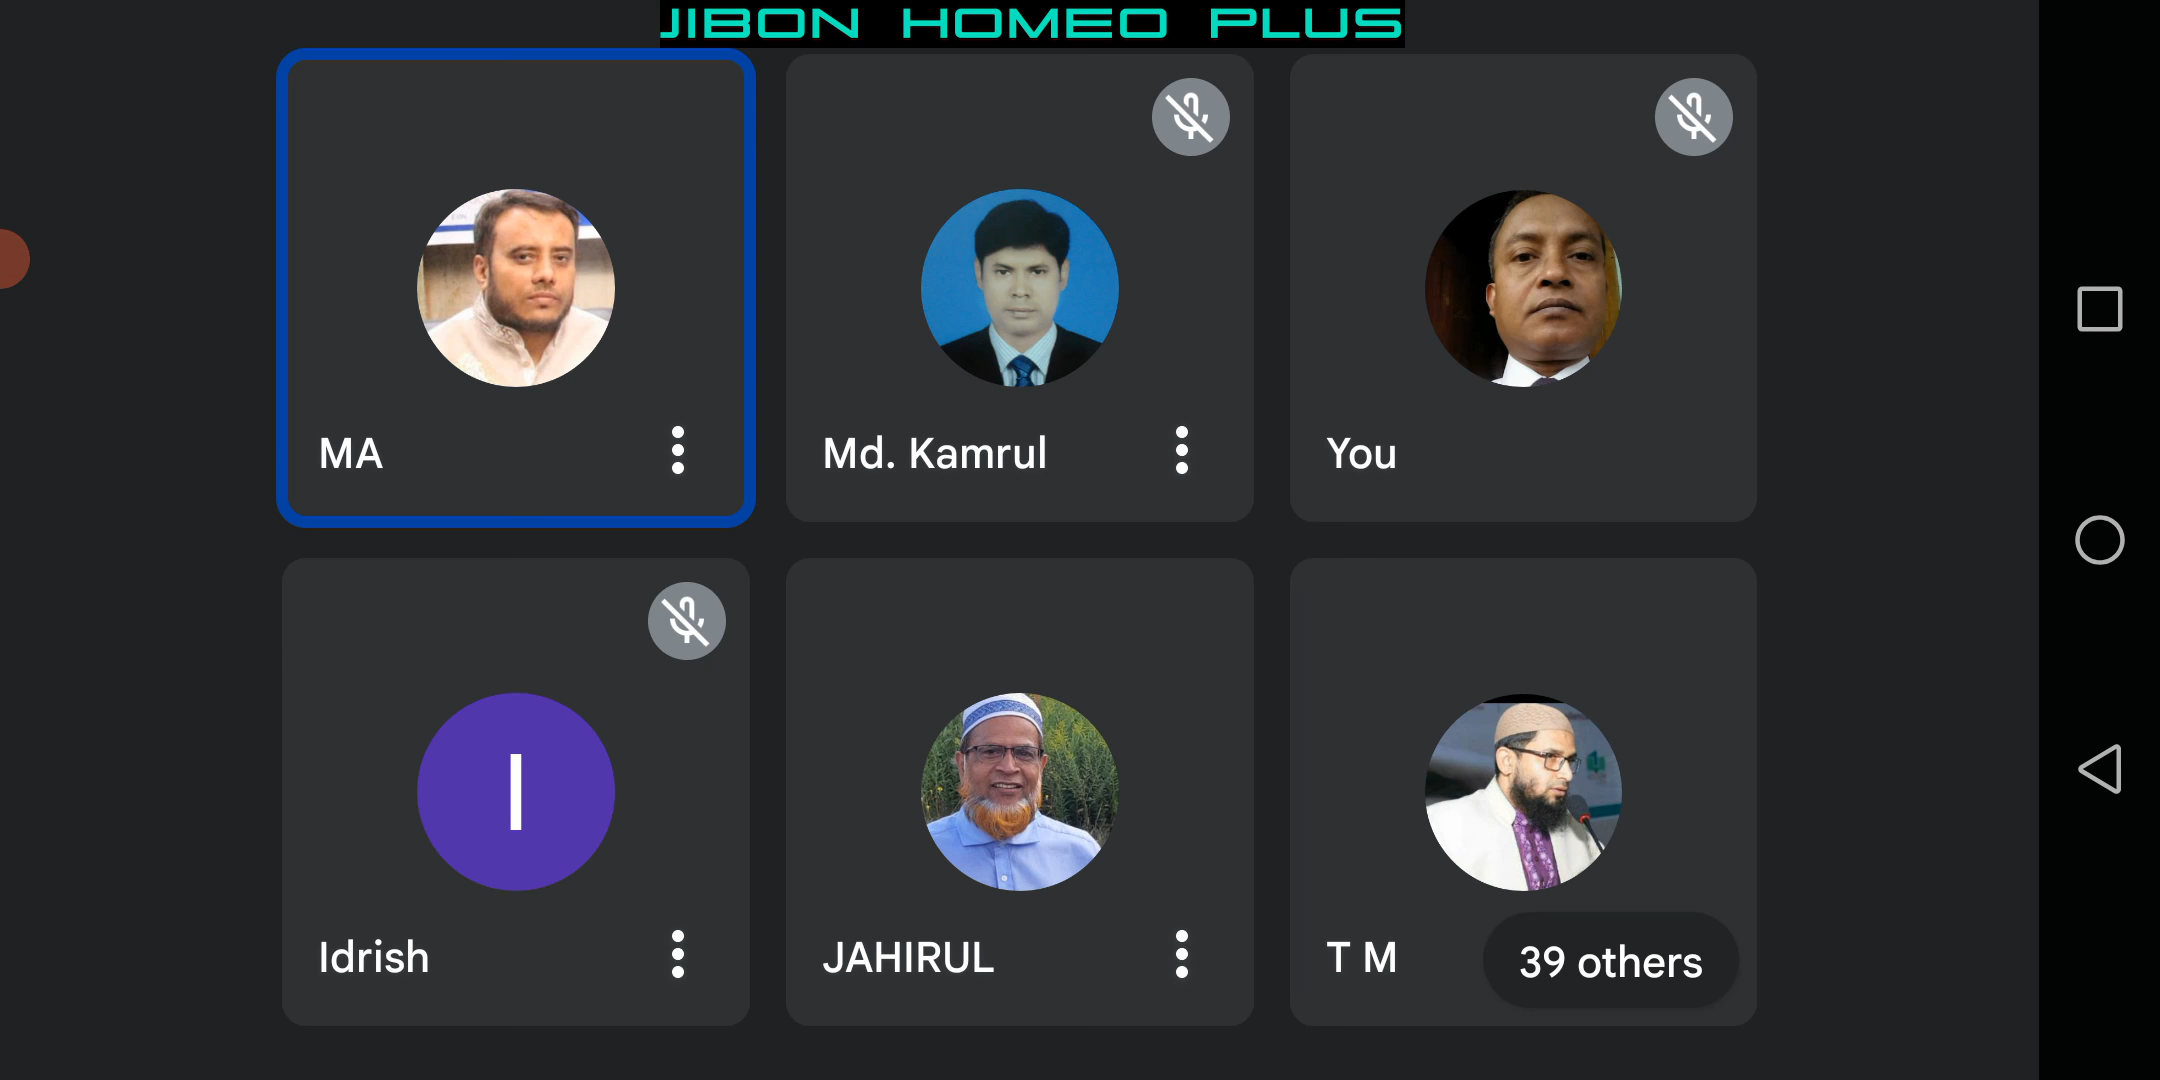 JIBON HOMEO PLUS
MA
Md. Kamrul
You
I
Idrish
JAHIRUL
T M
39 others